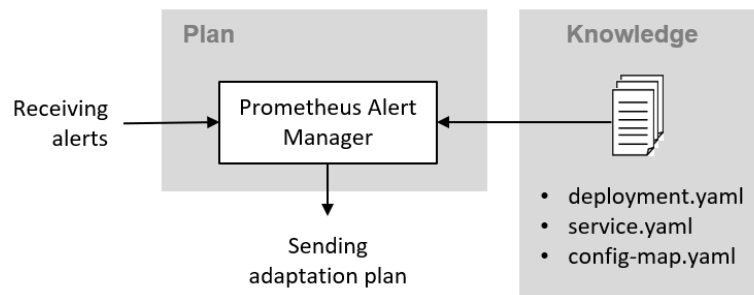 Plan
Knowledge
Receiving
alerts
Prometheus Alert
Manager
Sending
adaptation plan
• deployment.yaml
• service.yaml
• config-map.yaml